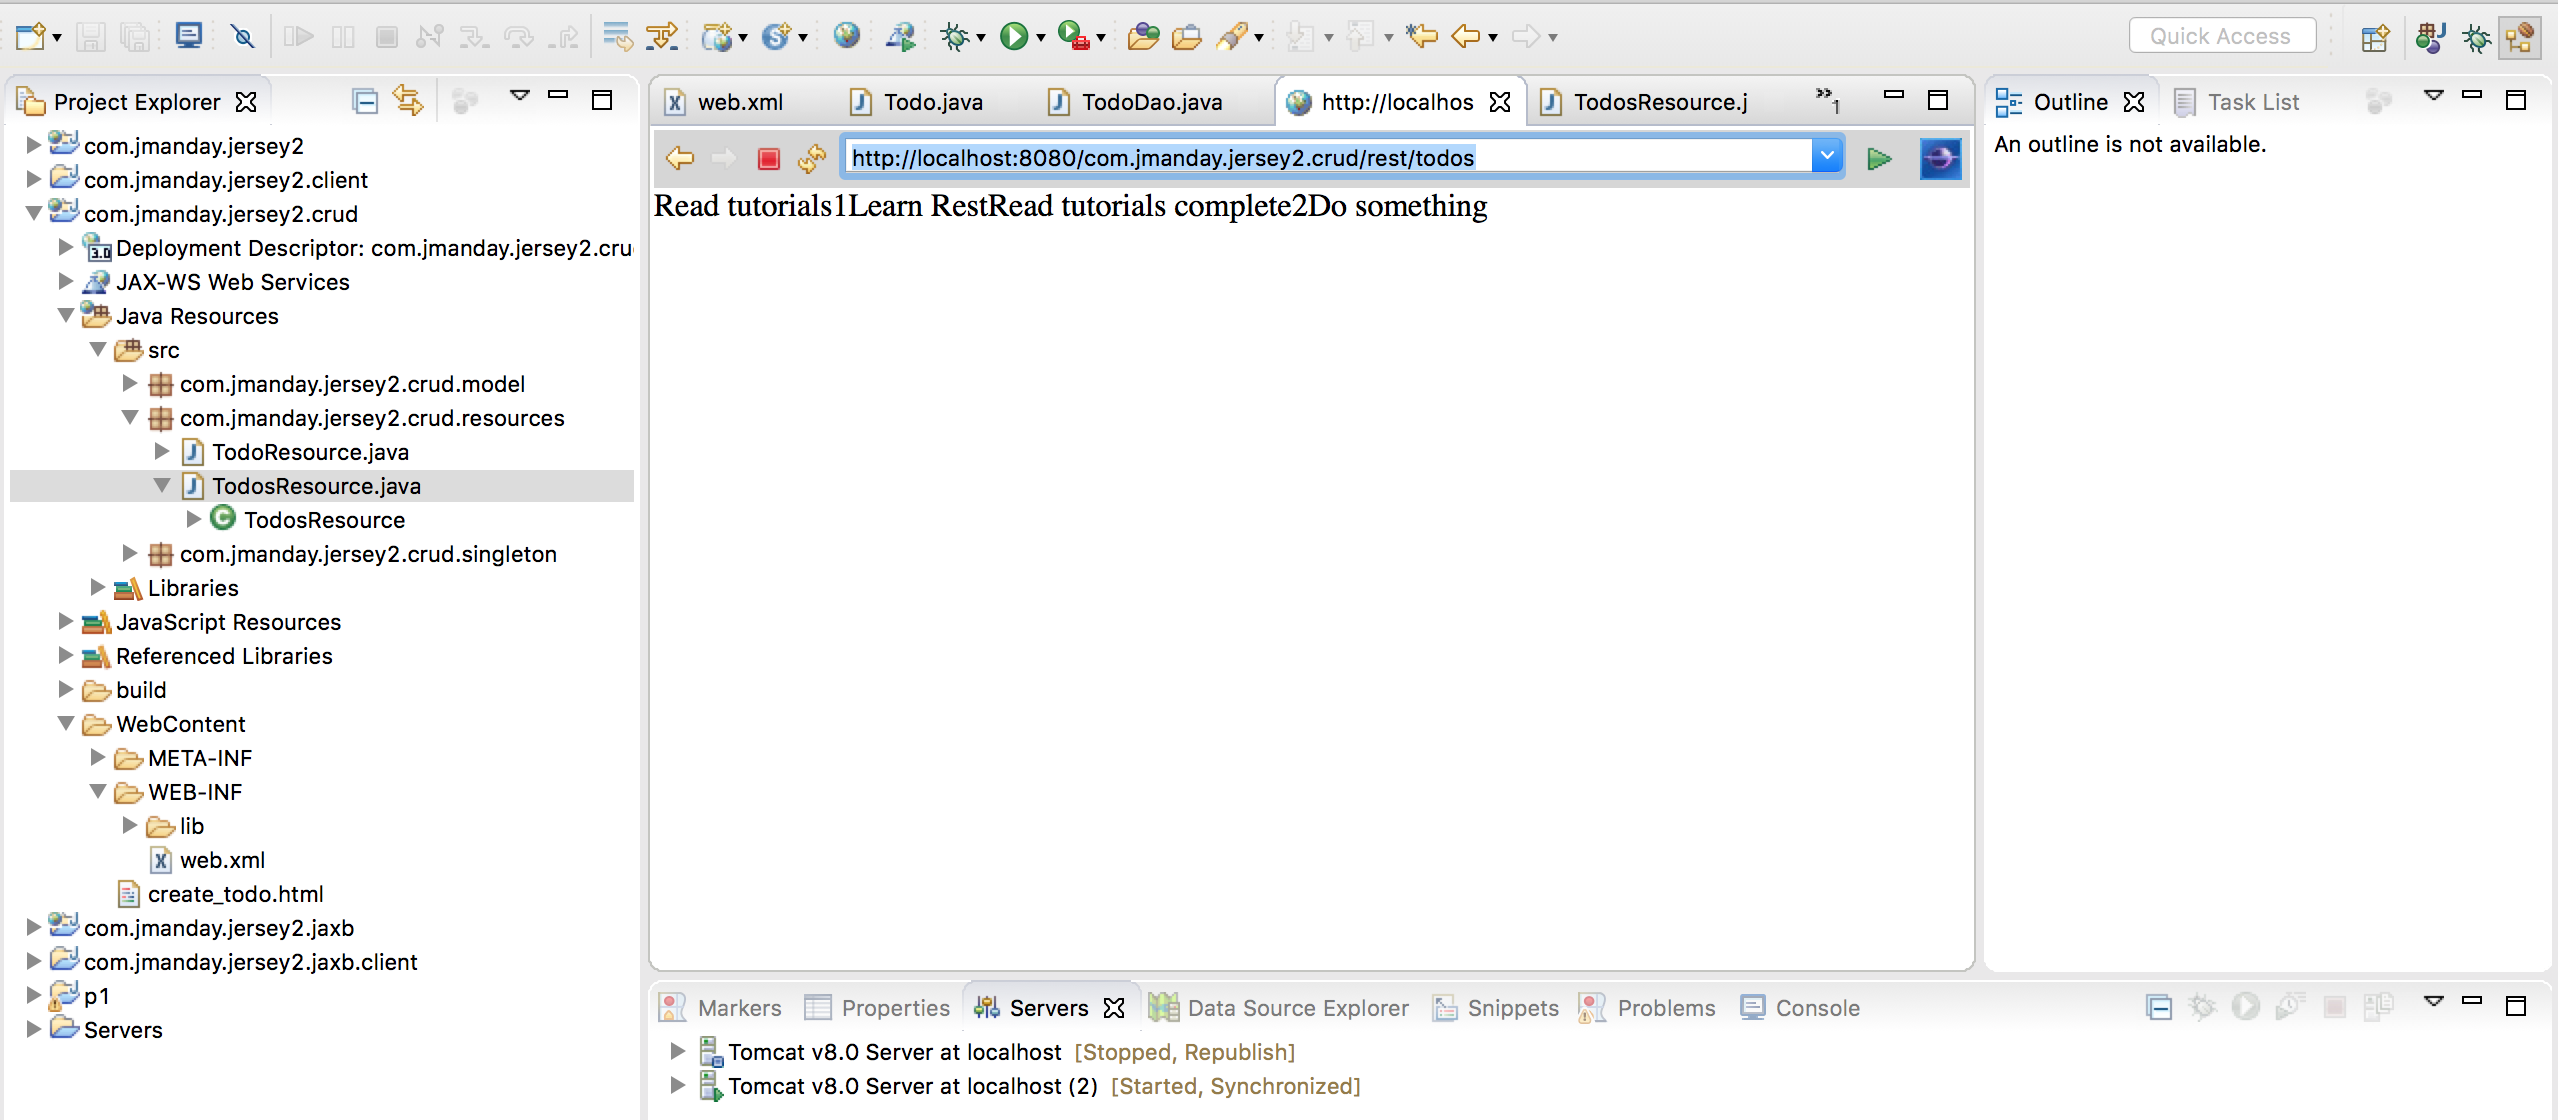 Quick Access
Project Explorer
com.jmanday.jersey2
com.jmanday.jersey2.client
com.jmanday.jersey2.crud
3.0 Deployment Descriptor: com.jmanday.jersey2.cru
JAX-WS Web Services
Java Resources
src
com.jmanday.jersey2.crud.model
com.jmanday.jersey2.crud.resources
J TodoResource.java
J TodosResource.java
C TodosResource
com.jmanday.jersey2.crud.singleton
Libraries
JavaScript Resources
Referenced Libraries
build
WebContent
META-INF
WEB-INF
lib
X web.xml
create_todo.html
com.jmanday.jersey2.jaxb
com.jmanday.jersey2.jaxb.client
p1
Servers
X web.xml J Todo.java J TodoDao.java http://localhos J TodosResource.j »1
http://localhost:8080/com.jmanday.jersey2.crud/rest/todos
Read tutorials1Learn RestRead tutorials complete2Do something
Outline Task List
An outline is not available.
Markers Properties Servers Data Source Explorer Snippets Problems Console
Tomcat v8.0 Server at localhost [Stopped, Republish]
Tomcat v8.0 Server at localhost (2) [Started, Synchronized]